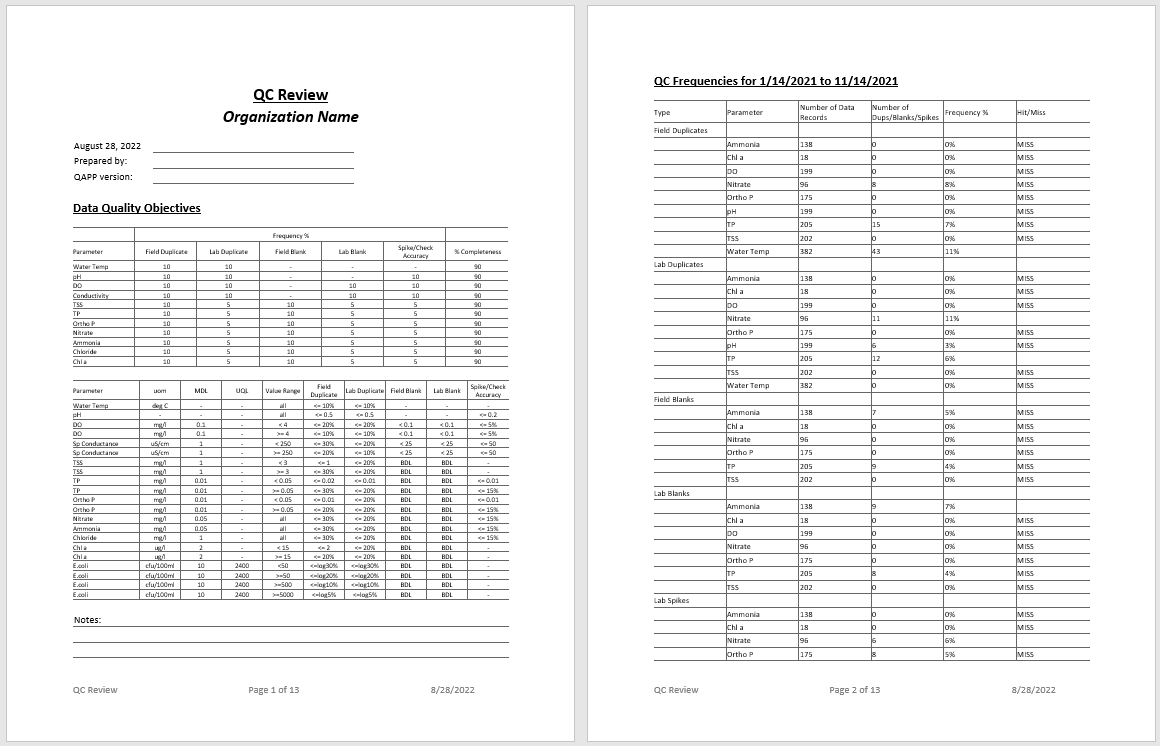 QC Review
Organization Name
August 28, 2022
Prepared by:
QAPP version:
Data Quality Objectives
Frequency %
Parameter Field Duplicate Lab Duplicate Field Blank Lab Blank Spike/Check Accuracy % Completeness
Water Temp 10 10 - - - 90
pH 10 10 - - 10 90
DO 10 10 - 10 10 90
Conductivity 10 10 - 10 10 90
TSS 10 5 10 5 5 90
TP 10 5 10 5 5 90
Ortho P 10 5 10 5 5 90
Nitrate 10 5 10 5 5 90
Ammonia 10 5 10 5 5 90
Chloride 10 5 10 5 5 90
Chl a 10 5 10 5 5 90
Parameter uom MDL UQL Value Range Field Duplicate Lab Duplicate Field Blank Lab Blank Spike/Check Accuracy
Water Temp deg C - - all <= 10% <= 10% - - -
pH - - - all <= 0.5 <= 0.5 - - <= 0.2
DO mg/l 0.1 - < 4 <= 20% <= 20% < 0.1 < 0.1 <= 5%
DO mg/l 0.1 - >= 4 <= 10% <= 10% < 0.1 < 0.1 <= 5%
Sp Conductance uS/cm 1 - < 250 <= 30% <= 20% < 25 < 25 <= 50
Sp Conductance uS/cm 1 - >= 250 <= 20% <= 10% < 25 < 25 <= 50
TSS mg/l 1 - < 3 <= 1 <= 20% BDL BDL -
TSS mg/l 1 - >= 3 <= 30% <= 20% BDL BDL -
TP mg/l 0.01 - < 0.05 <= 0.02 <= 0.01 BDL BDL <= 0.01
TP mg/l 0.01 - >= 0.05 <= 30% <= 20% BDL BDL <= 15%
Ortho P mg/l 0.01 - < 0.05 <= 0.01 <= 20% BDL BDL <= 0.01
Ortho P mg/l 0.01 - >= 0.05 <= 20% <= 20% BDL BDL <= 15%
Nitrate mg/l 0.05 - all <= 30% <= 20% BDL BDL <= 15%
Ammonia mg/l 0.05 - all <= 30% <= 20% BDL BDL <= 15%
Chloride mg/l 1 - all <= 30% <= 20% BDL BDL <= 15%
Chl a ug/l 2 - < 15 <= 2 <= 20% BDL BDL -
Chl a ug/l 2 - >= 15 <= 20% <= 20% BDL BDL -
E.coli cfu/100ml 10 2400 <50 <=log30% <=log30% BDL BDL -
E.coli cfu/100ml 10 2400 >=50 <=log20% <=log20% BDL BDL -
E.coli cfu/100ml 10 2400 >=500 <=log10% <=log10% BDL BDL -
E.coli cfu/100ml 10 2400 >=5000 <=log5% <=log5% BDL BDL -
Notes:
QC Review Page 1 of 13 8/28/2022
QC Frequencies for 1/14/2021 to 11/14/2021
Type Parameter Number of Data Records Number of Dups/Blanks/Spikes Frequency % Hit/Miss
Field Duplicates
Ammonia 138 0 0% MISS
Chl a 18 0 0% MISS
DO 199 0 0% MISS
Nitrate 96 8 8% MISS
Ortho P 175 0 0% MISS
pH 199 0 0% MISS
TP 205 15 7% MISS
TSS 202 0 0% MISS
Water Temp 382 43 11%
Lab Duplicates
Ammonia 138 0 0% MISS
Chl a 18 0 0% MISS
DO 199 0 0% MISS
Nitrate 96 11 11%
Ortho P 175 0 0% MISS
pH 199 6 3% MISS
TP 205 12 6%
TSS 202 0 0% MISS
Water Temp 382 0 0% MISS
Field Blanks
Ammonia 138 7 5% MISS
Chl a 18 0 0% MISS
Nitrate 96 0 0% MISS
Ortho P 175 0 0% MISS
TP 205 9 4% MISS
TSS 202 0 0% MISS
Lab Blanks
Ammonia 138 9 7%
Chl a 18 0 0% MISS
DO 199 0 0% MISS
Nitrate 96 0 0% MISS
Ortho P 175 0 0% MISS
TP 205 8 4% MISS
TSS 202 0 0% MISS
Lab Spikes
Ammonia 138 0 0% MISS
Chl a 18 0 0% MISS
Nitrate 96 6 6%
Ortho P 175 8 5% MISS
QC Review Page 2 of 13 8/28/2022